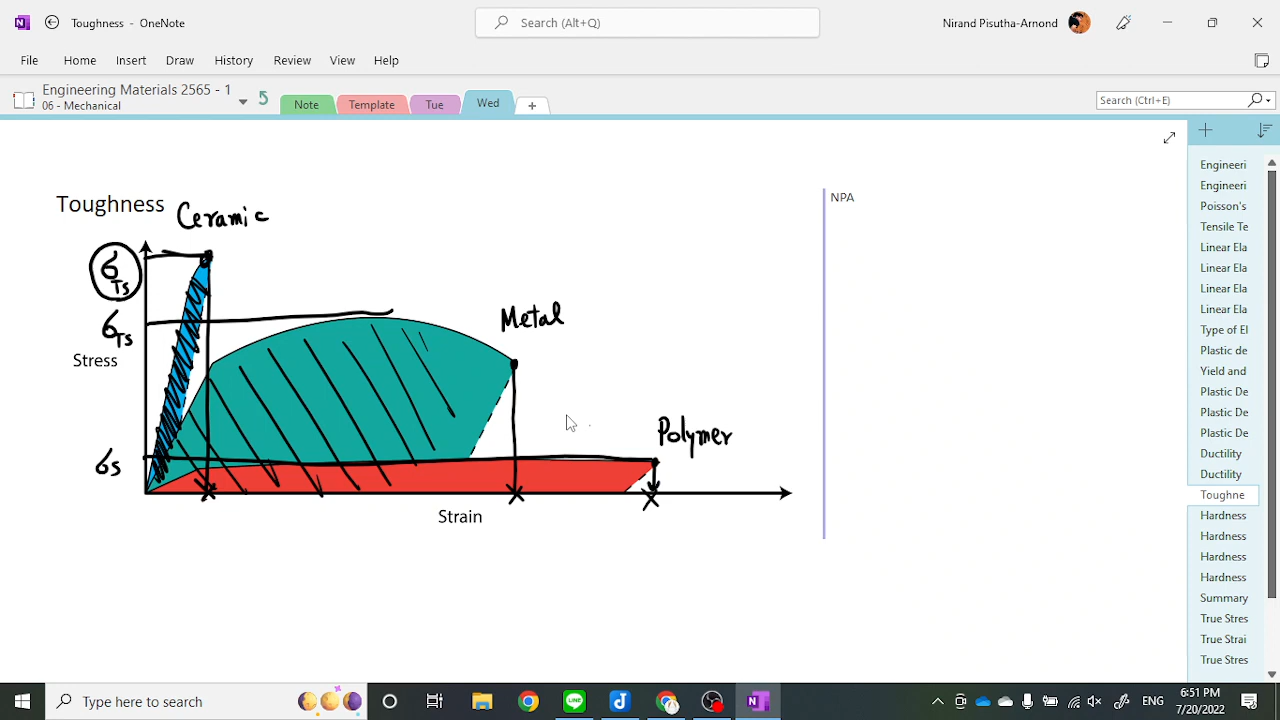 Toughness - OneNote
Search (Alt+Q)
Nirand Pisutha-Arnond
File Home Insert Draw History Review View Help
Engineering Materials 2565 - 1
06 - Mechanical
Note Template Tue Wed +
Search (Ctrl+E)
Toughness
Ceramic
σTs
σTs
Stress
Metal
Polymer
σs
Strain
NPA
Engineeri
Engineeri
Poisson's
Tensile Te
Linear Ela
Linear Ela
Linear Ela
Linear Ela
Type of El
Plastic de
Yield and
Plastic De
Plastic De
Plastic De
Ductility
Ductility
Toughne
Hardness
Hardness
Hardness
Hardness
Summary
True Stres
True Strai
True Stres
Type here to search
ENG
6:51 PM
7/20/2022